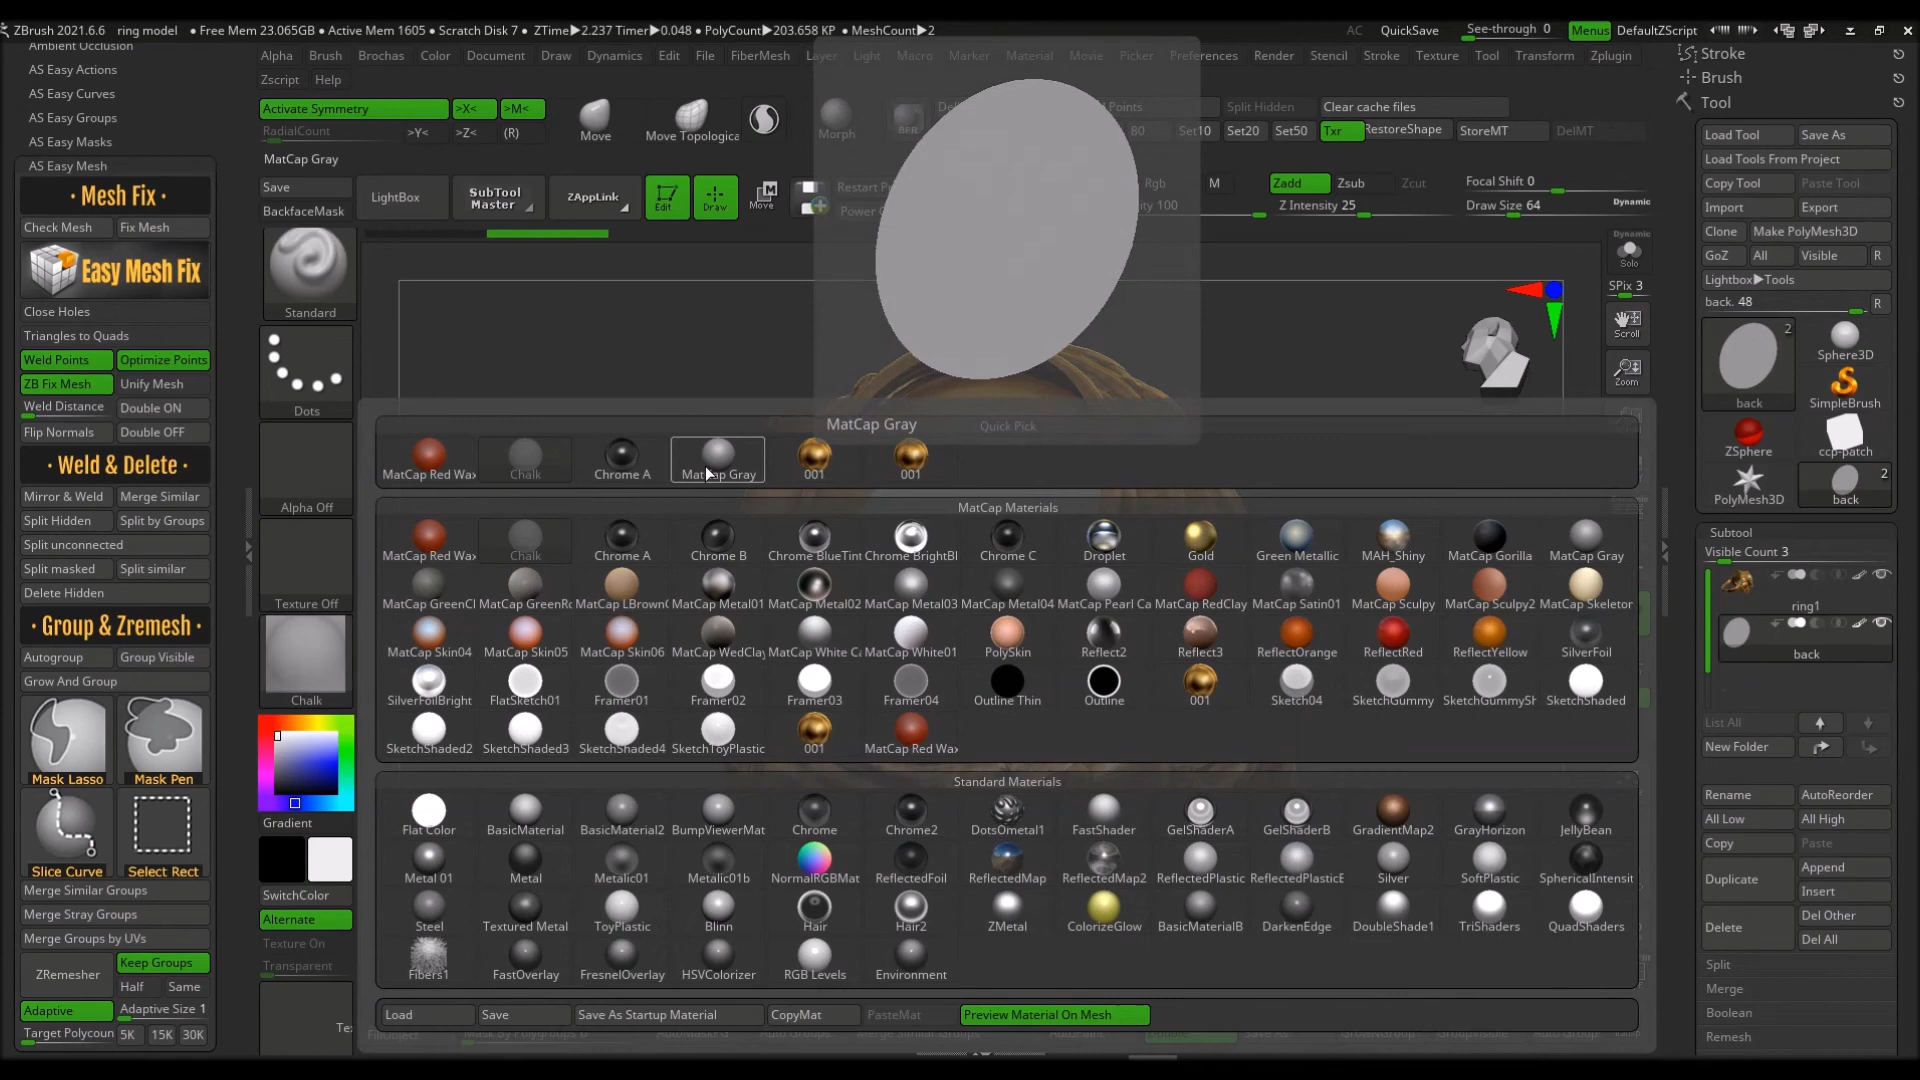 ZBrush 2021.6.6 ring model • Free Mem 23.065GB • Active Mem 1605 • Scratch Disk 7 • ZTime▶2.237 Timer▶0.048 • PolyCount▶203.658 KP • MeshCount▶2
AC QuickSave See-through 0 Menus DefaultZScript
Ambient Occlusion
AS Easy Actions
AS Easy Curves
AS Easy Groups
AS Easy Masks
AS Easy Mesh
· Mesh Fix ·
Check Mesh Fix Mesh
Easy Mesh Fix
Close Holes
Triangles to Quads
Weld Points Optimize Points
ZB Fix Mesh Unify Mesh
Weld Distance Double ON
Flip Normals Double OFF
· Weld & Delete ·
Mirror & Weld Merge Similar
Split Hidden Split by Groups
Split unconnected
Split masked Split similar
Delete Hidden
· Group & Zremesh ·
Autogroup Group Visible
Grow And Group
Mask Lasso Mask Pen
Slice Curve Select Rect
Merge Similar Groups
Merge Stray Groups
Merge Groups by UVs
ZRemesher Keep Groups
Half Same
Adaptive Adaptive Size 1
Target Polycoun 5K 15K 30K
Alpha Brush Brochas Color Document Draw Dynamics Edit File FiberMesh Layer Light Macro Marker Material Movie Picker Preferences Render Stencil Stroke Texture Tool Transform Zplugin
Zscript Help
Activate Symmetry >X< >M<
RadialCount >Y< >Z< (R)
Move Move Topologica Morph BPR
Split Hidden Clear cache files
80 Set10 Set20 Set50 Txr RestoreShape StoreMT DelMT
MatCap Gray
Save
BackfaceMask
LightBox SubTool Master ZAppLink Edit Draw Move
Rgb M Zadd Zsub Zcut Focal Shift 0
100 Z Intensity 25 Draw Size 64 Dynamic
Standard
Dots
Alpha Off
Texture Off
Chalk
Gradient
SwitchColor
Alternate
Texture On
Transparent
MatCap Gray Quick Pick
MatCap Red Wax Chalk Chrome A MatCap Gray 001 001
MatCap Materials
MatCap Red Wax Chalk Chrome A Chrome B Chrome BlueTint Chrome BrightBl Chrome C Droplet Gold Green Metallic MAH_Shiny MatCap Gorilla MatCap Gray
MatCap GreenCl MatCap GreenRo MatCap LBrown MatCap Metal01 MatCap Metal02 MatCap Metal03 MatCap Metal04 MatCap Pearl Ca MatCap RedClay MatCap Satin01 MatCap Sculpy MatCap Sculpy2 MatCap Skeleton
MatCap Skin04 MatCap Skin05 MatCap Skin06 MatCap WedClay MatCap White Ca MatCap White01 PolySkin Reflect2 Reflect3 ReflectOrange ReflectRed ReflectYellow SilverFoil
SilverFoilBright FlatSketch01 Framer01 Framer02 Framer03 Framer04 Outline Thin Outline 001 Sketch04 SketchGummy SketchGummySh SketchShaded
SketchShaded2 SketchShaded3 SketchShaded4 SketchToyPlastic 001 MatCap Red Wax
Standard Materials
Flat Color BasicMaterial BasicMaterial2 BumpViewerMat Chrome Chrome2 DotsOmetal1 FastShader GelShaderA GelShaderB GradientMap2 GrayHorizon JellyBean
Metal 01 Metal Metalic01 Metalic01b NormalRGBMat ReflectedFoil ReflectedMap ReflectedMap2 ReflectedPlastic ReflectedPlasticE Silver SoftPlastic SphericalIntensit
Steel Textured Metal ToyPlastic Blinn Hair Hair2 ZMetal ColorizeGlow BasicMaterialB DarkenEdge DoubleShade1 TriShaders QuadShaders
Fibers1 FastOverlay FresnelOverlay HSVColorizer RGB Levels Environment
Load Save Save As Startup Material CopyMat PasteMat Preview Material On Mesh
Dynamic
Solo
SPix 3
Scroll
Zoom
Stroke
Brush
Tool
Load Tool Save As
Load Tools From Project
Copy Tool Paste Tool
Import Export
Clone Make PolyMesh3D
GoZ All Visible R
Lightbox▶Tools
back. 48 R
2 back Sphere3D
SimpleBrush
ZSphere ccp-patch
PolyMesh3D 2 back
Subtool
Visible Count 3
ring1
back
List All
New Folder
Rename AutoReorder
All Low All High
Copy Paste
Duplicate Append
Insert
Delete Del Other
Del All
Split
Merge
Boolean
Remesh